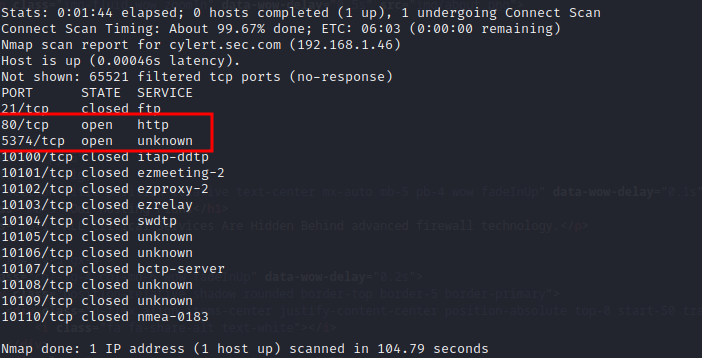 Stats: 0:01:44 elapsed; 0 hosts completed (1 up), 1 undergoing Connect Scan
Connect Scan Timing: About 99.67% done; ETC: 06:03 (0:00:00 remaining)
Nmap scan report for cylert.sec.com (192.168.1.46)
Host is up (0.00046s latency).
Not shown: 65521 filtered tcp ports (no-response)
PORT STATE SERVICE
21/tcp closed ftp
80/tcp open http
5374/tcp open unknown
10100/tcp closed itap-ddtp
10101/tcp closed ezmeeting-2
10102/tcp closed ezproxy-2
10103/tcp closed ezrelay
10104/tcp closed swdtp
10105/tcp closed unknown
10106/tcp closed unknown
10107/tcp closed bctp-server
10108/tcp closed unknown
10109/tcp closed unknown
10110/tcp closed nmea-0183
Nmap done: 1 IP address (1 host up) scanned in 104.79 seconds